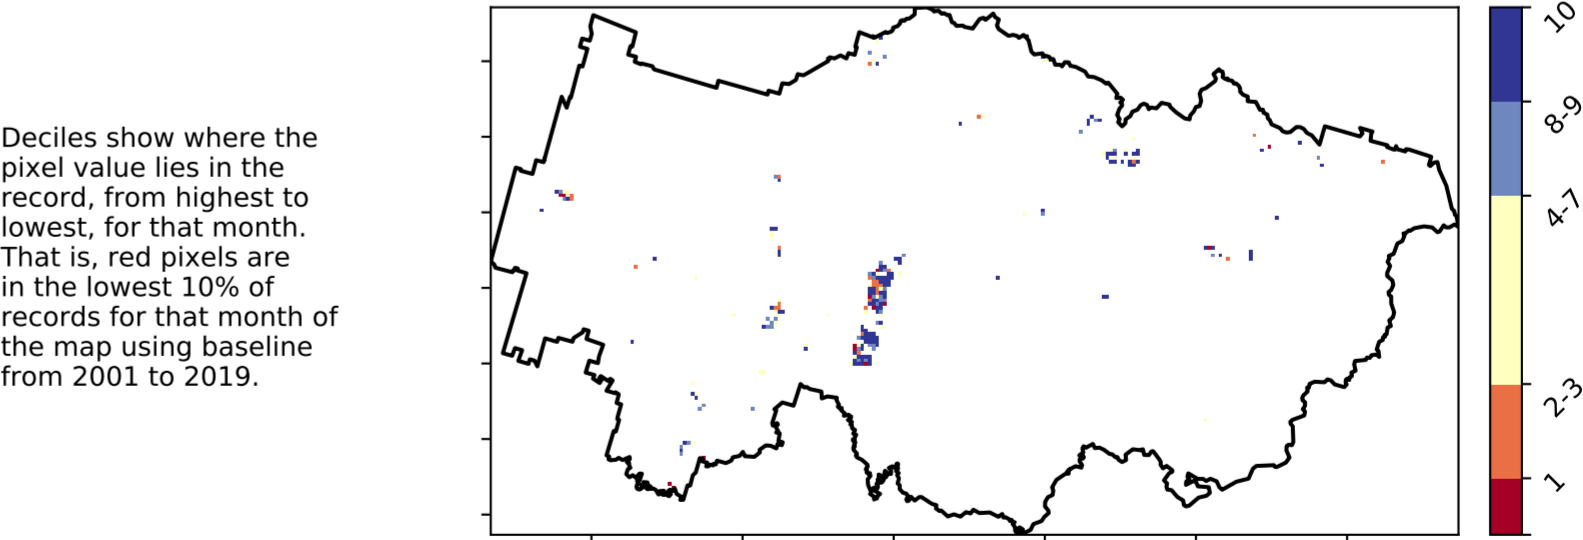 Deciles show where the
pixel value lies in the
record, from highest to
lowest, for that month.
That is, red pixels are
in the lowest 10% of
records for that month of
the map using baseline
from 2001 to 2019.
10
8-9
4-7
2-3
1